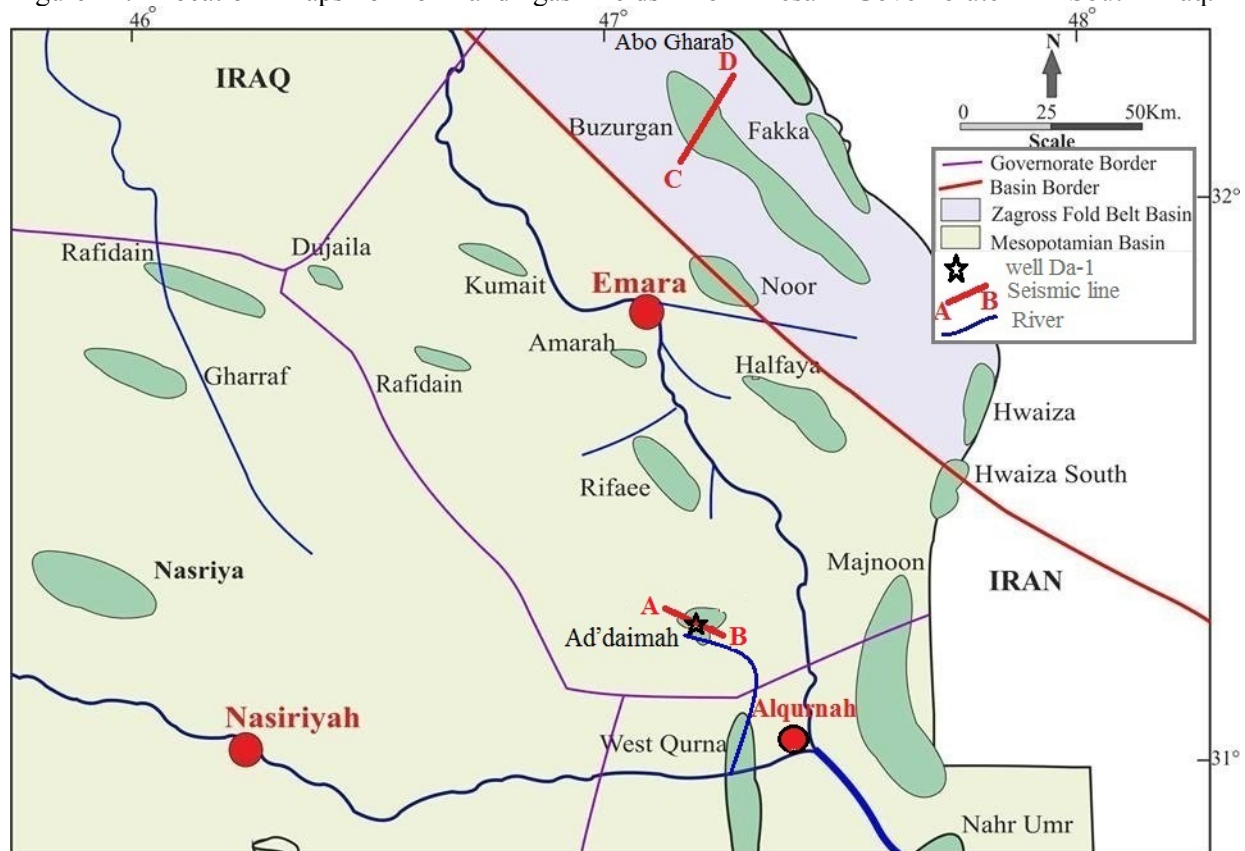 46°
47°
48°
Abo Gharab
N
D
IRAQ
0 25 50Km.
Buzurgan
Fakka
Scale
Governorate Border
C
Basin Border
32°
Zagross Fold Belt Basin
Mesopotamian Basin
Rafidain
Dujaila
well Da-1
Kumait
Emara
Noor
Seismic line
A B
River
Amarah
Halfaya
Gharraf
Rafidain
Hwaiza
Rifaee
Hwaiza South
Majnoon
Nasriya
IRAN
A
Ad’daimah
B
Nasiriyah
Alqurnah
West Qurna
31°
Nahr Umr